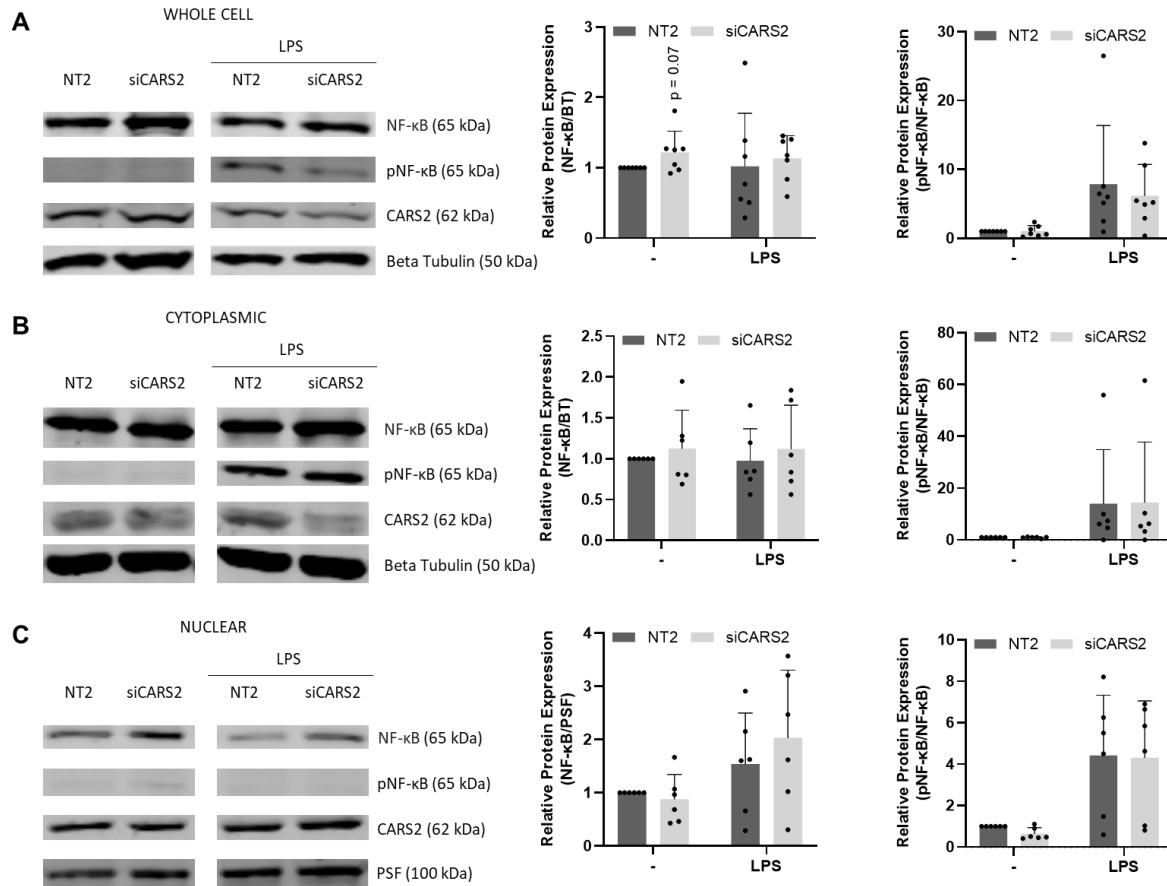 A
WHOLE CELL
LPS
NT2 siCARS2 NT2 siCARS2
NF-κB (65 kDa)
pNF-κB (65 kDa)
CARS2 (62 kDa)
Beta Tubulin (50 kDa)
Relative Protein Expression
(NF-κB/BT)
NT2 siCARS2
p = 0.07
3
2
1
0
- LPS
Relative Protein Expression
(pNF-κB/NF-κB)
NT2 siCARS2
30
20
10
0
- LPS
B
CYTOPLASMIC
LPS
NT2 siCARS2 NT2 siCARS2
NF-κB (65 kDa)
pNF-κB (65 kDa)
CARS2 (62 kDa)
Beta Tubulin (50 kDa)
Relative Protein Expression
(NF-κB/BT)
NT2 siCARS2
2.5
2.0
1.5
1.0
0.5
0.0
- LPS
Relative Protein Expression
(pNF-κB/NF-κB)
NT2 siCARS2
80
60
40
20
0
- LPS
C
NUCLEAR
LPS
NT2 siCARS2 NT2 siCARS2
NF-κB (65 kDa)
pNF-κB (65 kDa)
CARS2 (62 kDa)
PSF (100 kDa)
Relative Protein Expression
(NF-κB/PSF)
NT2 siCARS2
4
3
2
1
0
- LPS
Relative Protein Expression
(pNF-κB/NF-κB)
NT2 siCARS2
10
8
6
4
2
0
- LPS